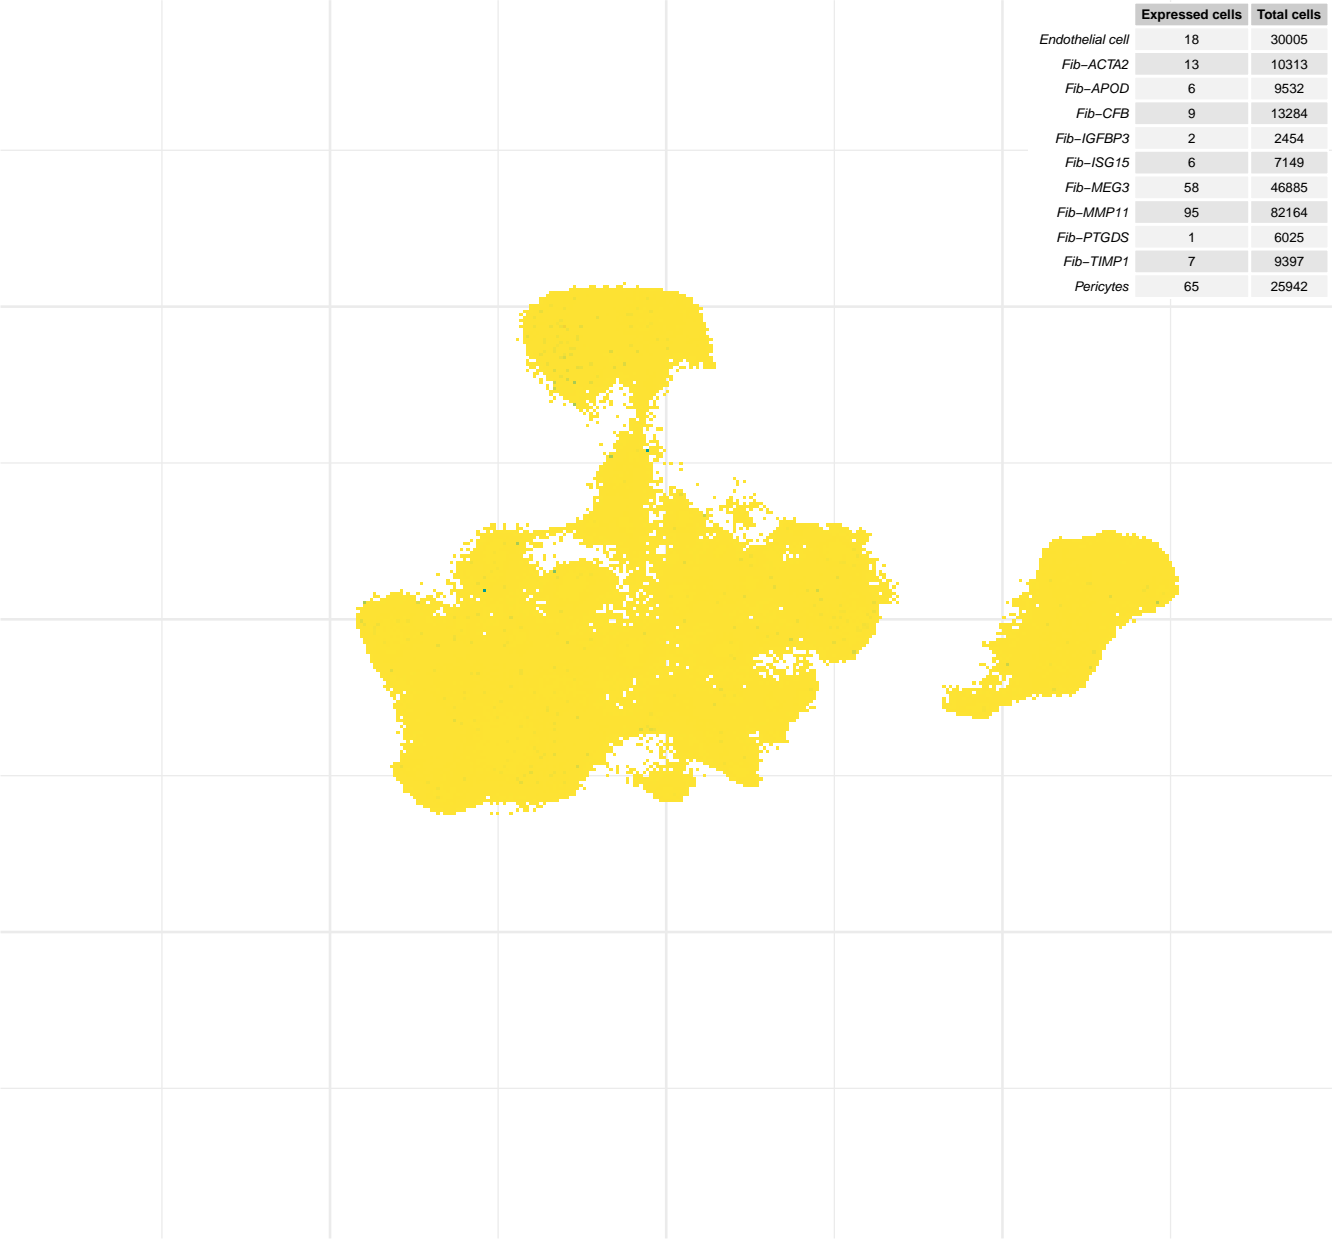 Expressed cells Total cells
Endothelial cell 18 30005
Fib−ACTA2 13 10313
Fib−APOD 6 9532
Fib−CFB 9 13284
Fib−IGFBP3 2 2454
Fib−ISG15 6 7149
Fib−MEG3 58 46885
Fib−MMP11 95 82164
Fib−PTGDS 1 6025
Fib−TIMP1 7 9397
Pericytes 65 25942